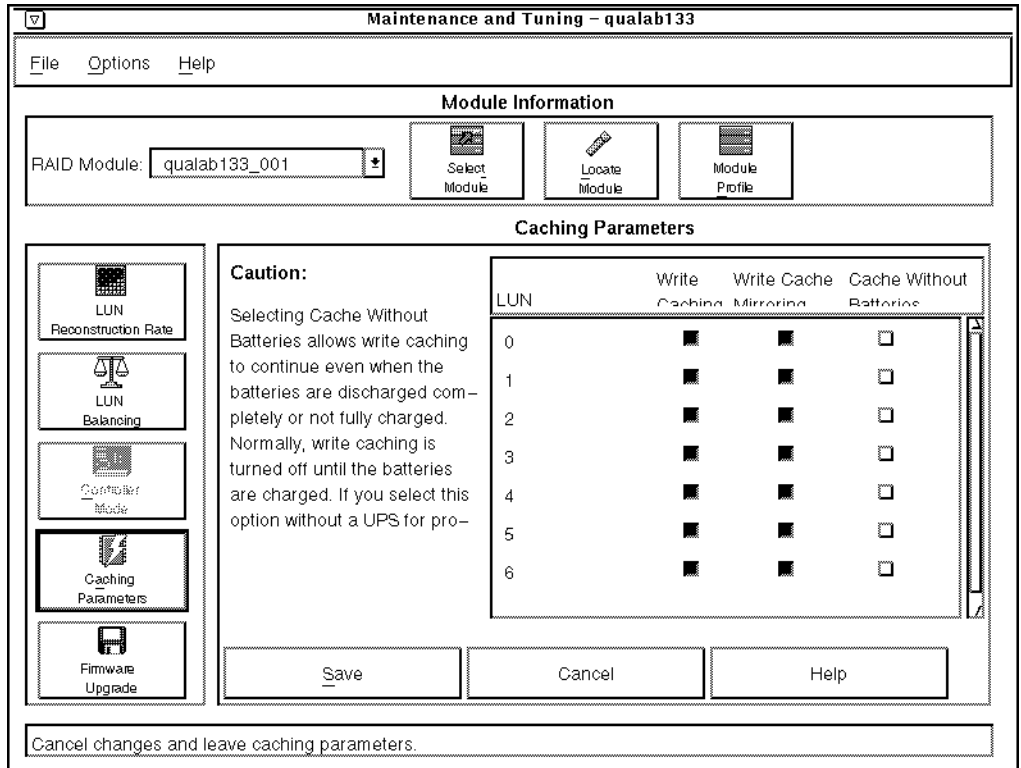 Maintenance and Tuning – qualab133
File Options Help
Module Information
RAID Module: qualab133_001
Select
Module
Locate
Module
Module
Profile
Caching Parameters
LUN
Reconstruction Rate
LUN
Balancing
Controller
Mode
Caching
Parameters
Firmware
Upgrade
Caution:
Selecting Cache Without
Batteries allows write caching
to continue even when the
batteries are discharged com–
pletely or not fully charged.
Normally, write caching is
turned off until the batteries
are charged. If you select this
option without a UPS for pro–
LUN
Write
Caching
Write Cache
Mirroring
Cache Without
Batteries
0
1
2
3
4
5
6
Save Cancel Help
Cancel changes and leave caching parameters.